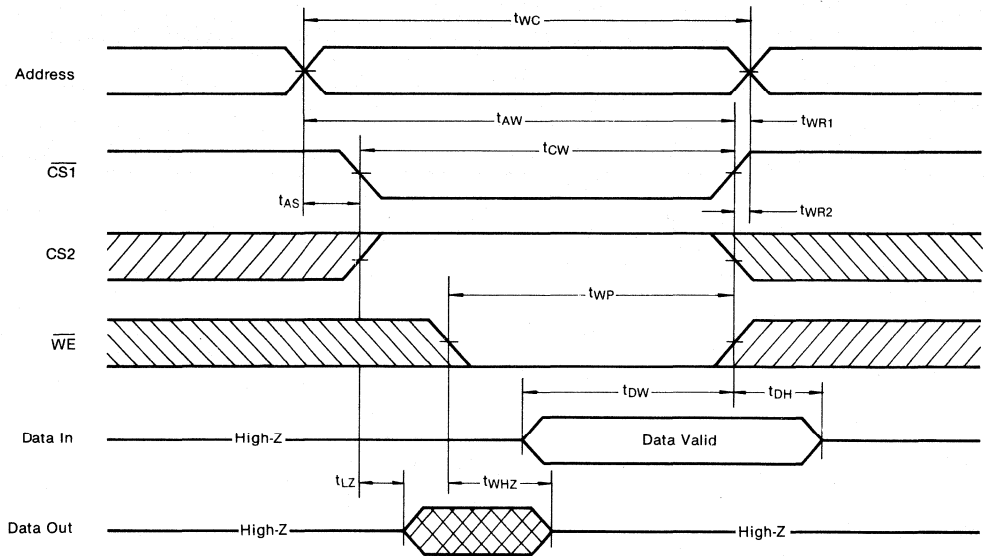 tWC
Address
tAW
tWR1
CS1
tCW
tAS
tWR2
CS2
tWP
WE
tDW
tDH
Data In
High-Z
Data Valid
tLZ
tWHZ
Data Out
High-Z
High-Z